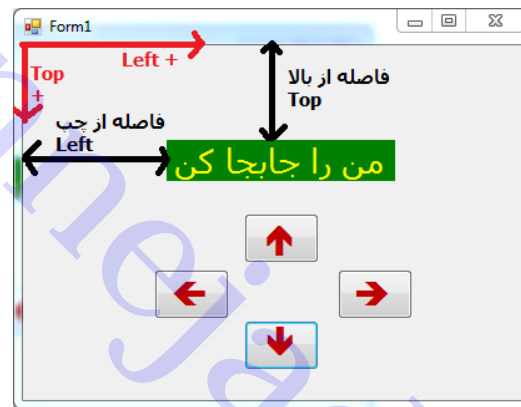 Form1
Left +
Top
+
فاصله از بالا
Top
فاصله از چپ
Left
من را جابجا کن